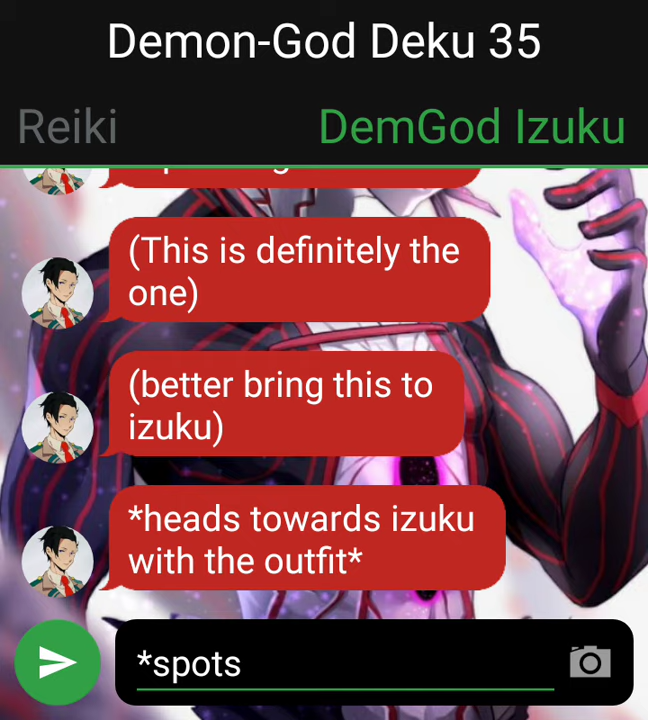 Demon-God Deku 35
Reiki
DemGod Izuku
(This is definitely the
one)
(better bring this to
izuku)
*heads towards izuku
with the outfit*
*spots